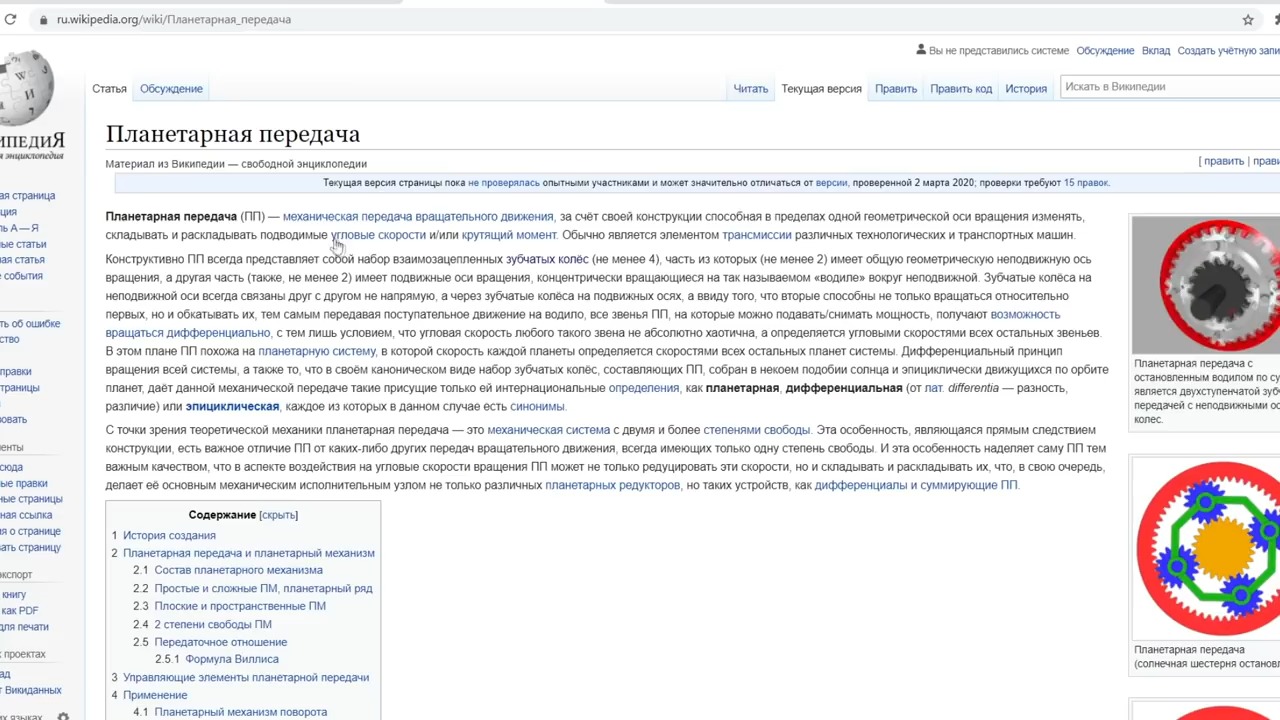 ru.wikipedia.org/wiki/Планетарная_передача
Вы не представились системе Обсуждение Вклад Создать учётную
Статья Обсуждение Читать Текущая версия Править Править код История Искать в Википедии
Планетарная передача
Материал из Википедии — свободной энциклопедии
[ править |
Текущая версия страницы пока не проверялась опытными участниками и может значительно отличаться от версии, проверенной 2 марта 2020; проверки требуют 15 правок.
Планетарная передача (ПП) — механическая передача вращательного движения, за счёт своей конструкции способная в пределах одной геометрической оси вращения изменять,
складывать и раскладывать подводимые угловые скорости и/или крутящий момент. Обычно является элементом трансмиссии различных технологических и транспортных машин.
Конструктивно ПП всегда представляет собой набор взаимозацепленных зубчатых колёс (не менее 4), часть из которых (не менее 2) имеет общую геометрическую неподвижную ось
вращения, а другая часть (также, не менее 2) имеет подвижные оси вращения, концентрически вращающиеся на так называемом «водиле» вокруг неподвижной. Зубчатые колёса на
неподвижной оси всегда связаны друг с другом не напрямую, а через зубчатые колёса на подвижных осях, а ввиду того, что вторые способны не только вращаться относительно
первых, но и обкатывать их, тем самым передавая поступательное движение на водило, все звенья ПП, на которые можно подавать/снимать мощность, получают возможность
вращаться дифференциально, с тем лишь условием, что угловая скорость любого такого звена не абсолютно хаотична, а определяется угловыми скоростями всех остальных звеньев.
В этом плане ПП похожа на планетарную систему, в которой скорость каждой планеты определяется скоростями всех остальных планет системы. Дифференциальный принцип
вращения всей системы, а также то, что в своём каноническом виде набор зубчатых колёс, составляющих ПП, собран в некоем подобии солнца и эпициклически движущихся по орбите
планет, даёт данной механической передаче такие присущие только ей интернациональные определения, как планетарная, дифференциальная (от лат. differentia — разность,
различие) или эпициклическая, каждое из которых в данном случае есть синонимы.
С точки зрения теоретической механики планетарная передача — это механическая система с двумя и более степенями свободы. Эта особенность, являющаяся прямым следствием
конструкции, есть важное отличие ПП от каких-либо других передач вращательного движения, всегда имеющих только одну степень свободы. И эта особенность наделяет саму ПП тем
важным качеством, что в аспекте воздействия на угловые скорости вращения ПП может не только редуцировать эти скорости, но и складывать и раскладывать их, что, в свою очередь,
делает её основным механическим исполнительным узлом не только различных планетарных редукторов, но таких устройств, как дифференциалы и суммирующие ПП.
Содержание [скрыть]
1 История создания
2 Планетарная передача и планетарный механизм
2.1 Состав планетарного механизма
2.2 Простые и сложные ПМ, планетарный ряд
2.3 Плоские и пространственные ПМ
2.4 2 степени свободы ПМ
2.5 Передаточное отношение
2.5.1 Формула Виллиса
3 Управляющие элементы планетарной передачи
4 Применение
4.1 Планетарный механизм поворота
Планетарная передача с
остановленным водилом по
является двухступенчатой
передачей с неподвижными
колес.
Планетарная передача
(солнечная шестерня
страница
А — Я
статьи
статья
события
об ошибке
правки
ссылка
о странице
страницу
книгу
как PDF
для печати
проектах
Викиданных
языках